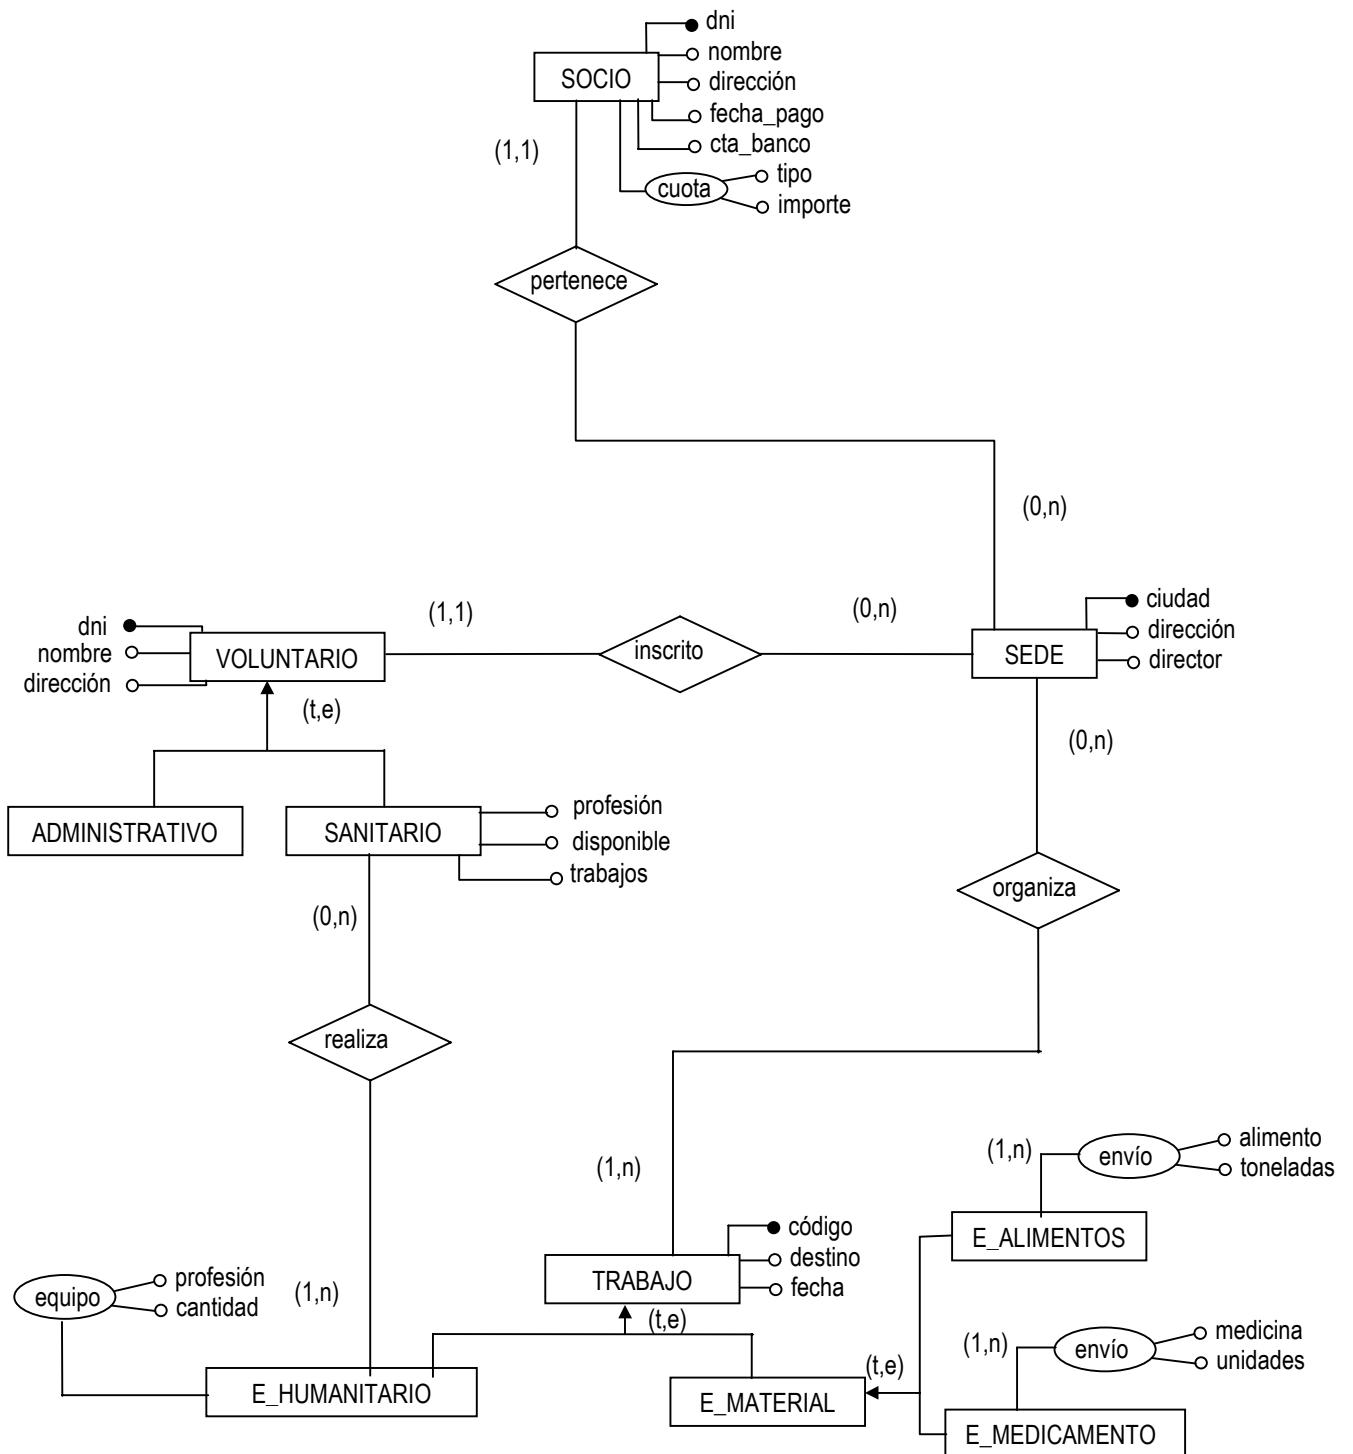 dni
nombre
SOCIO
dirección
fecha_pago
(1,1)
cta_banco
cuota
tipo
importe
pertenece
(0,n)
dni
nombre
dirección
VOLUNTARIO
(1,1)
inscrito
(0,n)
SEDE
ciudad
dirección
director
(t,e)
(0,n)
ADMINISTRATIVO
SANITARIO
profesión
disponible
trabajos
(0,n)
organiza
realiza
(1,n)
(1,n)
envío
alimento
toneladas
E_ALIMENTOS
código
destino
fecha
TRABAJO
equipo
profesión
cantidad
(1,n)
(t,e)
(1,n)
envío
medicina
unidades
(t,e)
E_HUMANITARIO
E_MATERIAL
E_MEDICAMENTO